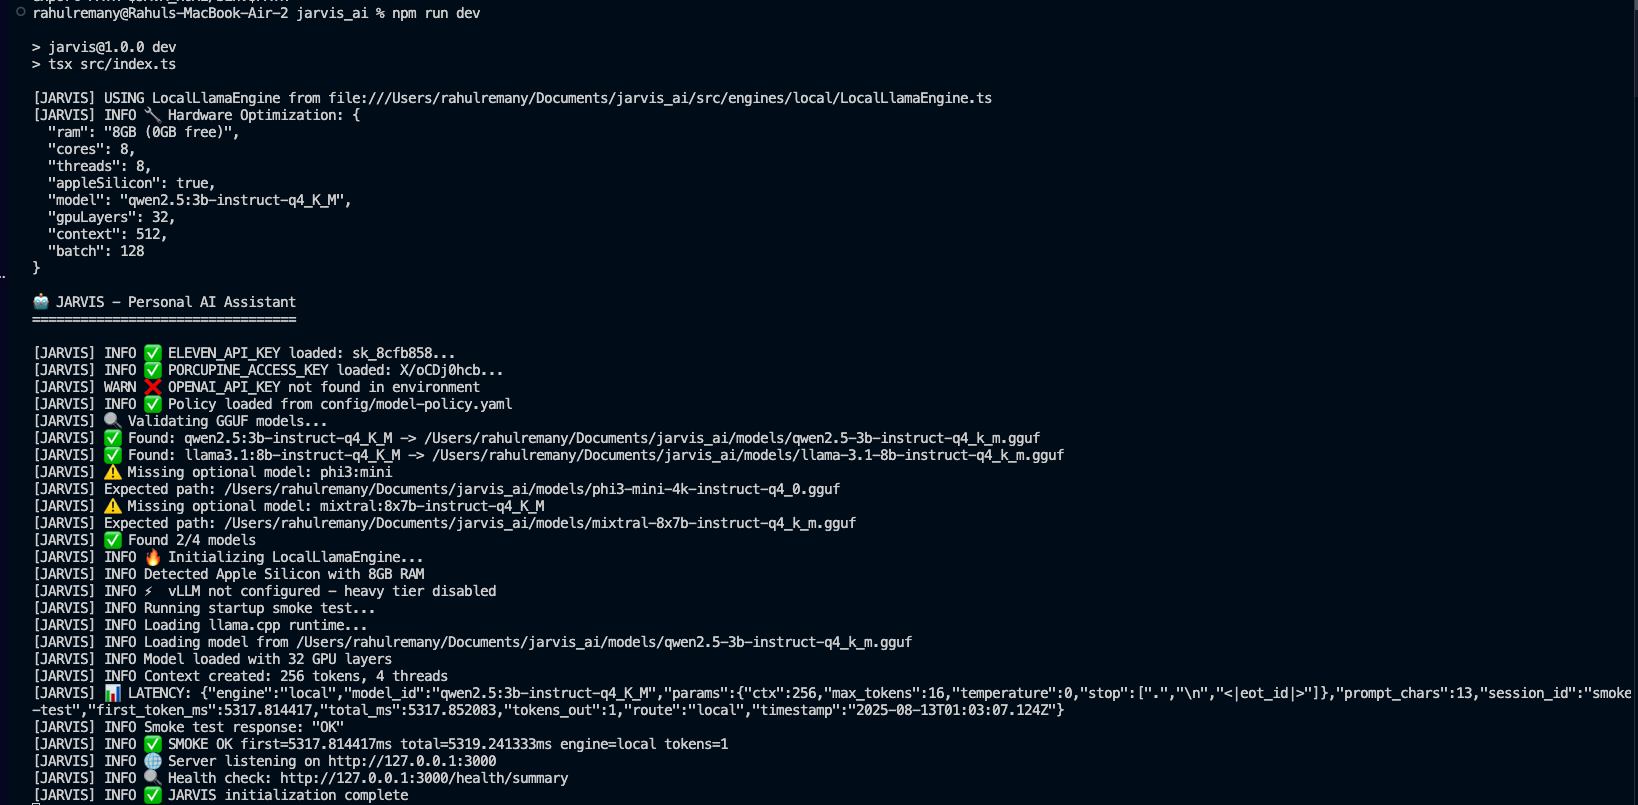 rahulremany@Rahuls-MacBook-Air-2 jarvis_ai % npm run dev
> jarvis@1.0.0 dev
> tsx src/index.ts
[JARVIS] USING LocalLlamaEngine from file:///Users/rahulremany/Documents/jarvis_ai/src/engines/local/LocalLlamaEngine.ts
[JARVIS] INFO 🔧 Hardware Optimization: {
  "ram": "8GB (0GB free)",
  "cores": 8,
  "threads": 8,
  "appleSilicon": true,
  "model": "qwen2.5:3b-instruct-q4_K_M",
  "gpuLayers": 32,
  "context": 512,
  "batch": 128
}
🤖 JARVIS - Personal AI Assistant
=================================
[JARVIS] INFO ✅ ELEVEN_API_KEY loaded: sk_8cfb858...
[JARVIS] INFO ✅ PORCUPINE_ACCESS_KEY loaded: X/oCDj0hcb...
[JARVIS] WARN ❌ OPENAI_API_KEY not found in environment
[JARVIS] INFO ✅ Policy loaded from config/model-policy.yaml
[JARVIS] 🔍 Validating GGUF models...
[JARVIS] ✅ Found: qwen2.5:3b-instruct-q4_K_M -> /Users/rahulremany/Documents/jarvis_ai/models/qwen2.5-3b-instruct-q4_k_m.gguf
[JARVIS] ✅ Found: llama3.1:8b-instruct-q4_K_M -> /Users/rahulremany/Documents/jarvis_ai/models/llama-3.1-8b-instruct-q4_k_m.gguf
[JARVIS] ⚠️ Missing optional model: phi3:mini
[JARVIS] Expected path: /Users/rahulremany/Documents/jarvis_ai/models/phi3-mini-4k-instruct-q4_0.gguf
[JARVIS] ⚠️ Missing optional model: mixtral:8x7b-instruct-q4_K_M
[JARVIS] Expected path: /Users/rahulremany/Documents/jarvis_ai/models/mixtral-8x7b-instruct-q4_k_m.gguf
[JARVIS] ✅ Found 2/4 models
[JARVIS] INFO 🔥 Initializing LocalLlamaEngine...
[JARVIS] INFO Detected Apple Silicon with 8GB RAM
[JARVIS] INFO ⚡ vLLM not configured - heavy tier disabled
[JARVIS] INFO Running startup smoke test...
[JARVIS] INFO Loading llama.cpp runtime...
[JARVIS] INFO Loading model from /Users/rahulremany/Documents/jarvis_ai/models/qwen2.5-3b-instruct-q4_k_m.gguf
[JARVIS] INFO Model loaded with 32 GPU layers
[JARVIS] INFO Context created: 256 tokens, 4 threads
[JARVIS] 📊 LATENCY: {"engine":"local","model_id":"qwen2.5:3b-instruct-q4_K_M","params":{"ctx":256,"max_tokens":16,"temperature":0,"stop":[".","\n","<|eot_id|>"]},"prompt_chars":13,"session_id":"smoke
-test","first_token_ms":5317.814417,"total_ms":5317.852083,"tokens_out":1,"route":"local","timestamp":"2025-08-13T01:03:07.124Z"}
[JARVIS] INFO Smoke test response: "OK"
[JARVIS] INFO ✅ SMOKE OK first=5317.814417ms total=5319.241333ms engine=local tokens=1
[JARVIS] INFO 🌐 Server listening on http://127.0.0.1:3000
[JARVIS] INFO 🔍 Health check: http://127.0.0.1:3000/health/summary
[JARVIS] INFO ✅ JARVIS initialization complete